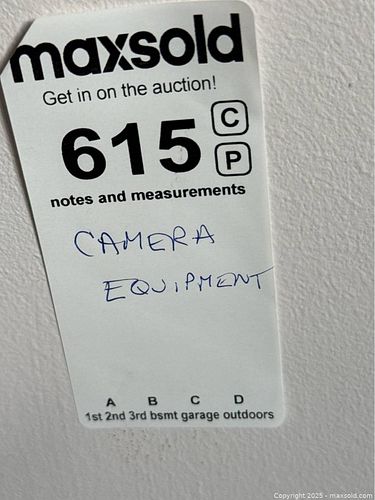 maxsold
Get in on the auction!
615 C
P
notes and measurements
CAMERA
EQUIPMENT
A B C D
1st 2nd 3rd bsmt garage outdoors
Copyright 2025 - maxsold.com